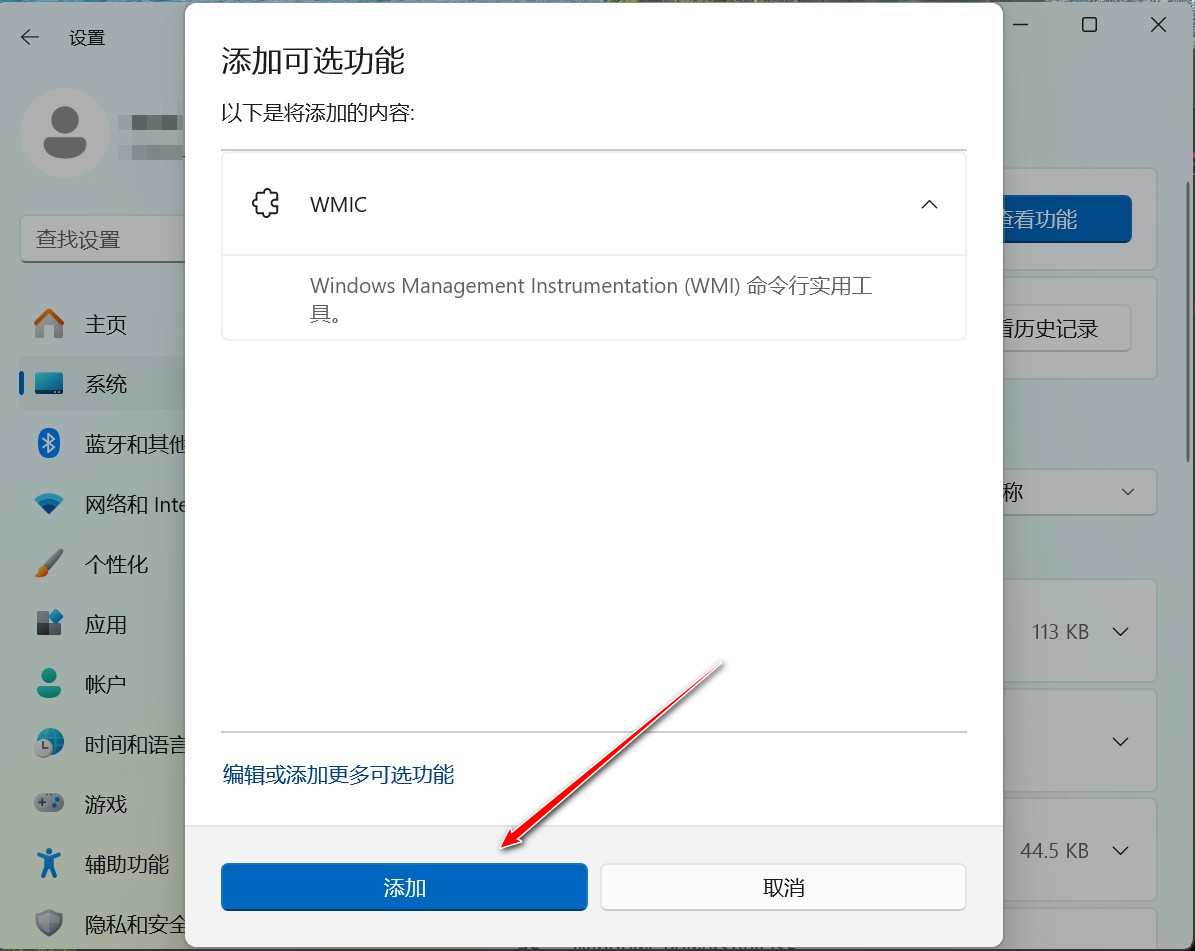 设置
添加可选功能
以下是将添加的内容:
WMIC
Windows Management Instrumentation (WMI) 命令行实用工
具。
查找设置
主页
系统
蓝牙和其他
网络和 Inte
个性化
应用
帐户
时间和语言
游戏
辅助功能
隐私和安全
查看功能
看历史记录
称
113 KB
44.5 KB
编辑或添加更多可选功能
添加
取消